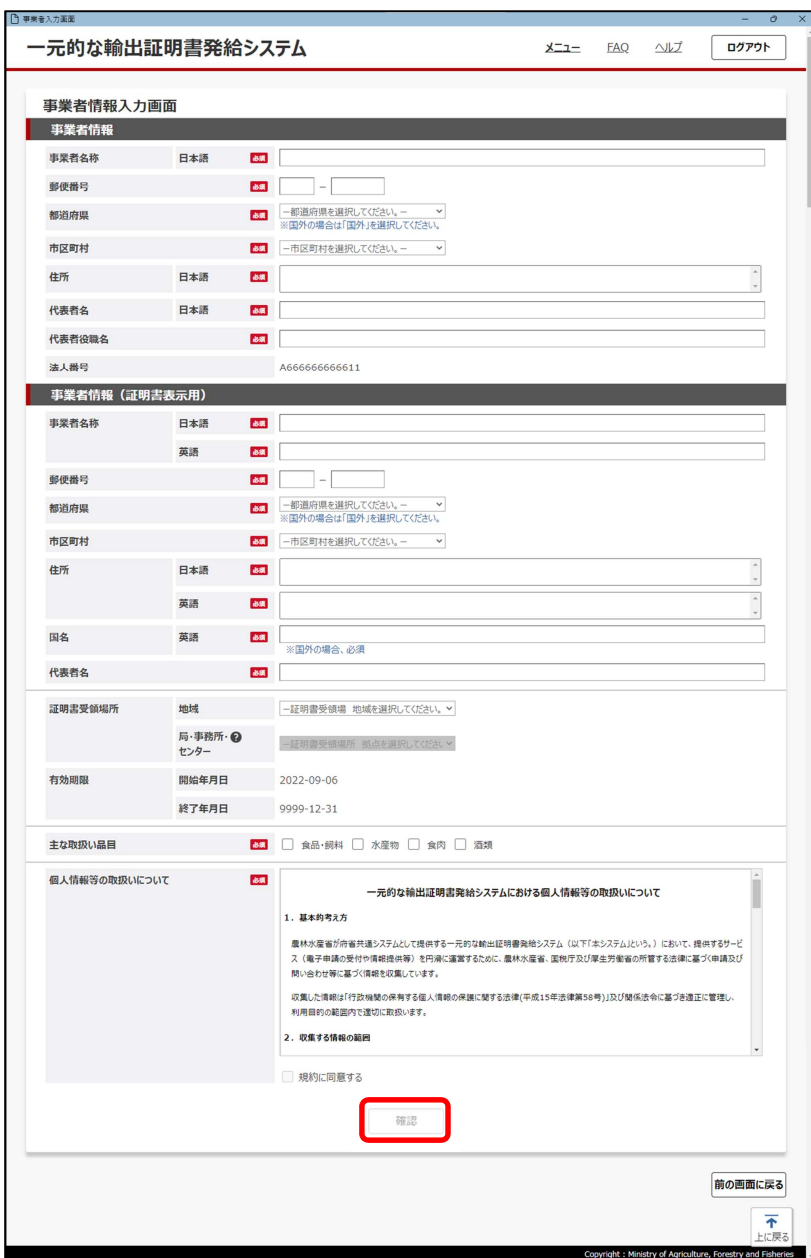 事業者入力画面
一元的な輸出証明書発給システム メニュー FAQ ヘルプ ログアウト
事業者情報入力画面
事業者情報
事業者名称 日本語 必須
郵便番号 必須 －
都道府県 必須 －都道府県を選択してください。－
※国外の場合は「国外」を選択してください。
市区町村 必須 －市区町村を選択してください。－
住所 日本語 必須
代表者名 日本語 必須
代表者役職名 必須
法人番号 A666666666611
事業者情報（証明書表示用）
事業者名称 日本語 必須
英語 必須
郵便番号 必須 －
都道府県 必須 －都道府県を選択してください。－
※国外の場合は「国外」を選択してください。
市区町村 必須 －市区町村を選択してください。－
住所 日本語 必須
英語 必須
国名 英語 必須
※国外の場合、必須
代表者名 必須
証明書受領場所 地域 －証明書受領場 地域を選択してください。
局・事務所・?
センター －証明書受領場所 拠点を選択してください
有効期限 開始年月日 2022-09-06
終了年月日 9999-12-31
主な取扱い品目 必須 食品・飼料 水産物 食肉 酒類
個人情報等の取扱いについて 必須
一元的な輸出証明書発給システムにおける個人情報等の取扱いについて
1．基本的考え方
農林水産省が府省共通システムとして提供する一元的な輸出証明書発給システム（以下「本システム」という。）において、提供するサービ
ス（電子申請の受付や情報提供等）を円滑に運営するために、農林水産省、国税庁及び厚生労働省の所管する法律に基づく申請及び
問い合わせ等に基づく情報を収集しています。
収集した情報は「行政機関の保有する個人情報の保護に関する法律(平成15年法律第58号)」及び関係法令に基づき適正に管理し、
利用目的の範囲内で適切に取扱います。
2．収集する情報の範囲
規約に同意する
確認
前の画面に戻る
上に戻る
Copyright : Ministry of Agriculture, Forestry and Fisheries